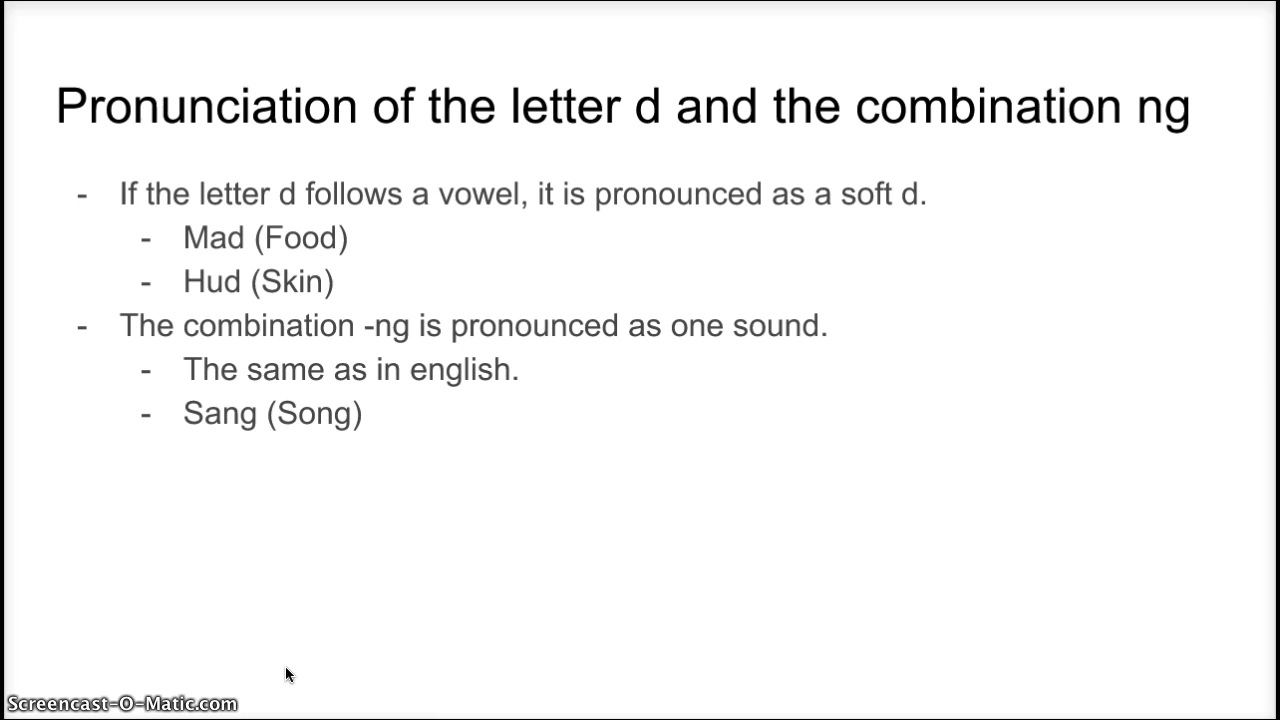 Pronunciation of the letter d and the combination ng
- If the letter d follows a vowel, it is pronounced as a soft d.
- Mad (Food)
- Hud (Skin)
- The combination -ng is pronounced as one sound.
- The same as in english.
- Sang (Song)
Screencast-O-Matic.com